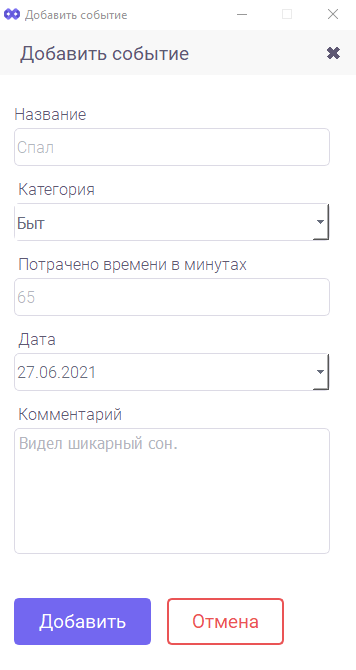 Добавить событие
Добавить событие
Название
Спал
Категория
Быт
Потрачено времени в минутах
65
Дата
27.06.2021
Комментарий
Видел шикарный сон.
Добавить
Отмена